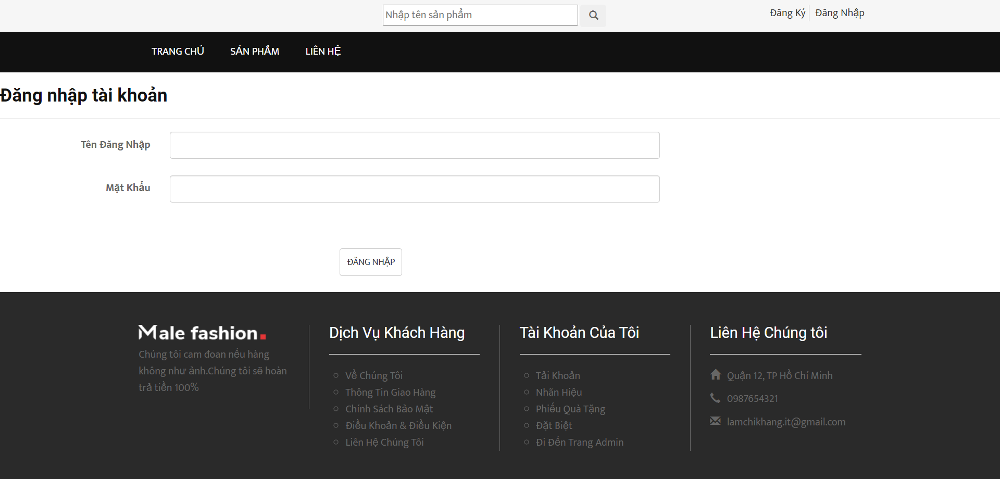 Nhập tên sản phẩm
Đăng Ký
Đăng Nhập
TRANG CHỦ
SẢN PHẨM
LIÊN HỆ
Đăng nhập tài khoản
Tên Đăng Nhập
Mật Khẩu
ĐĂNG NHẬP
Male fashion.
Chúng tôi cam đoan nếu hàng
không như ảnh.Chúng tôi sẽ hoàn
trả tiền 100%
Dịch Vụ Khách Hàng
Về Chúng Tôi
Thông Tin Giao Hàng
Chính Sách Bảo Mật
Điều Khoản & Điều Kiện
Liên Hệ Chúng Tôi
Tài Khoản Của Tôi
Tài Khoản
Nhãn Hiệu
Phiếu Quà Tặng
Đặt Biệt
Đi Đến Trang Admin
Liên Hệ Chúng tôi
Quận 12, TP Hồ Chí Minh
0987654321
lamchikhang.it@gmail.com